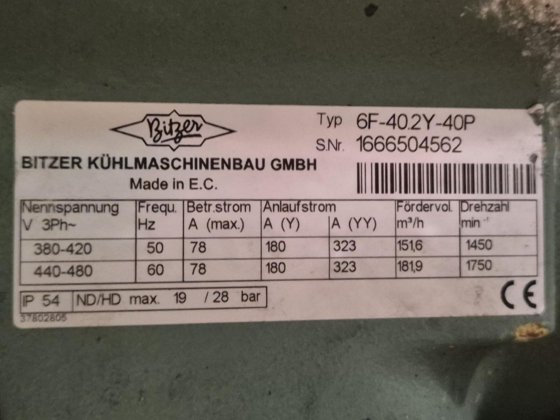 Bitzer
Typ 6F-40.2Y-40P
S.Nr. 1666504562
BITZER KÜHLMASCHINENBAU GMBH
Made in E.C.
Nennspannung Frequ. Betr.strom Anlaufstrom Fördervol. Drehzahl
V 3Ph~ Hz A (max.) A (Y) A (YY) m³/h min⁻¹
380-420 50 78 180 323 151,6 1450
440-480 60 78 180 323 181,9 1750
IP 54 ND/HD max. 19 / 28 bar
CE
37802805